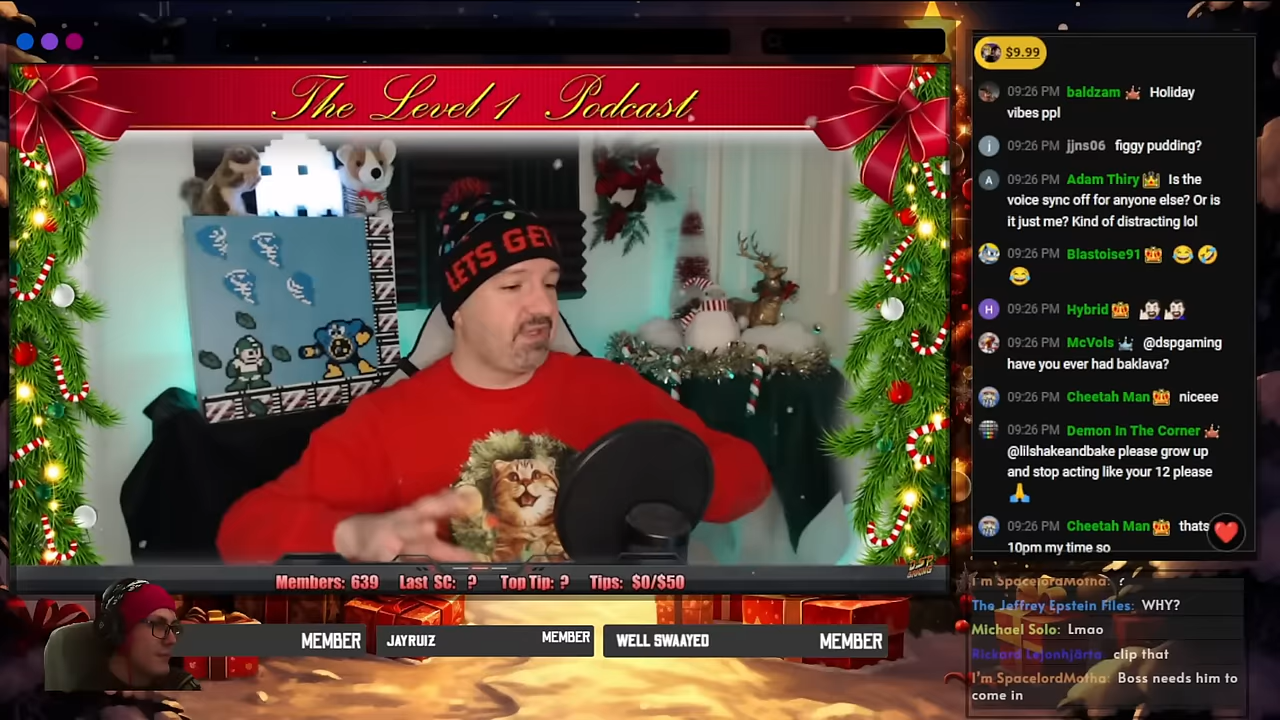 The Level 1 Podcast
LETS GET
Members: 639 Last SC: ? Top Tip: ? Tips: $0/$50
MEMBER
JAYRUIZ MEMBER
WELL SWAAYED MEMBER
$9.99
09:26 PM baldzam Holiday
vibes ppl
09:26 PM jjns06 figgy pudding?
09:26 PM Adam Thiry Is the
voice sync off for anyone else? Or is
it just me? Kind of distracting lol
09:26 PM Blastoise91
09:26 PM Hybrid
09:26 PM McVols @dspgaming
have you ever had baklava?
09:26 PM Cheetah Man niceee
09:26 PM Demon In The Corner
@lilshakeandbake please grow up
and stop acting like your 12 please
09:26 PM Cheetah Man thats
10pm my time so
I'm SpacelordMotha: ?
The Jeffrey Epstein Files: WHY?
Michael Solo: Lmao
Rickard Lejonhjärta: clip that
I'm SpacelordMotha: Boss needs him to
come in